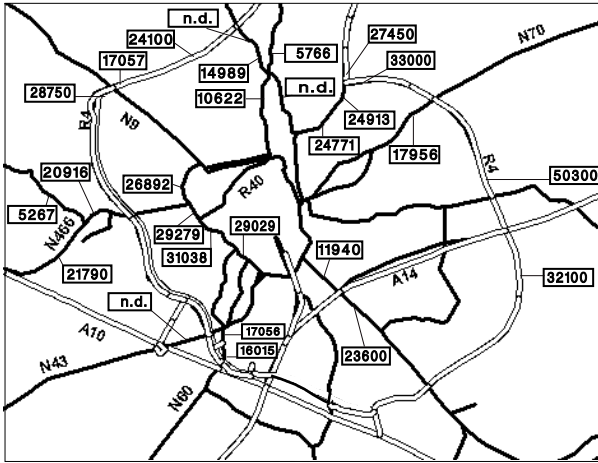 n.d.
24100
17057
14989
5766
27450
33000
N70
28750
10622
n.d.
24913
24771
17956
R4
N9
R4
20916
26892
R40
50300
5267
N466
29279
29029
31038
11940
21790
A14
32100
n.d.
A10
17056
16015
23600
N43
N60